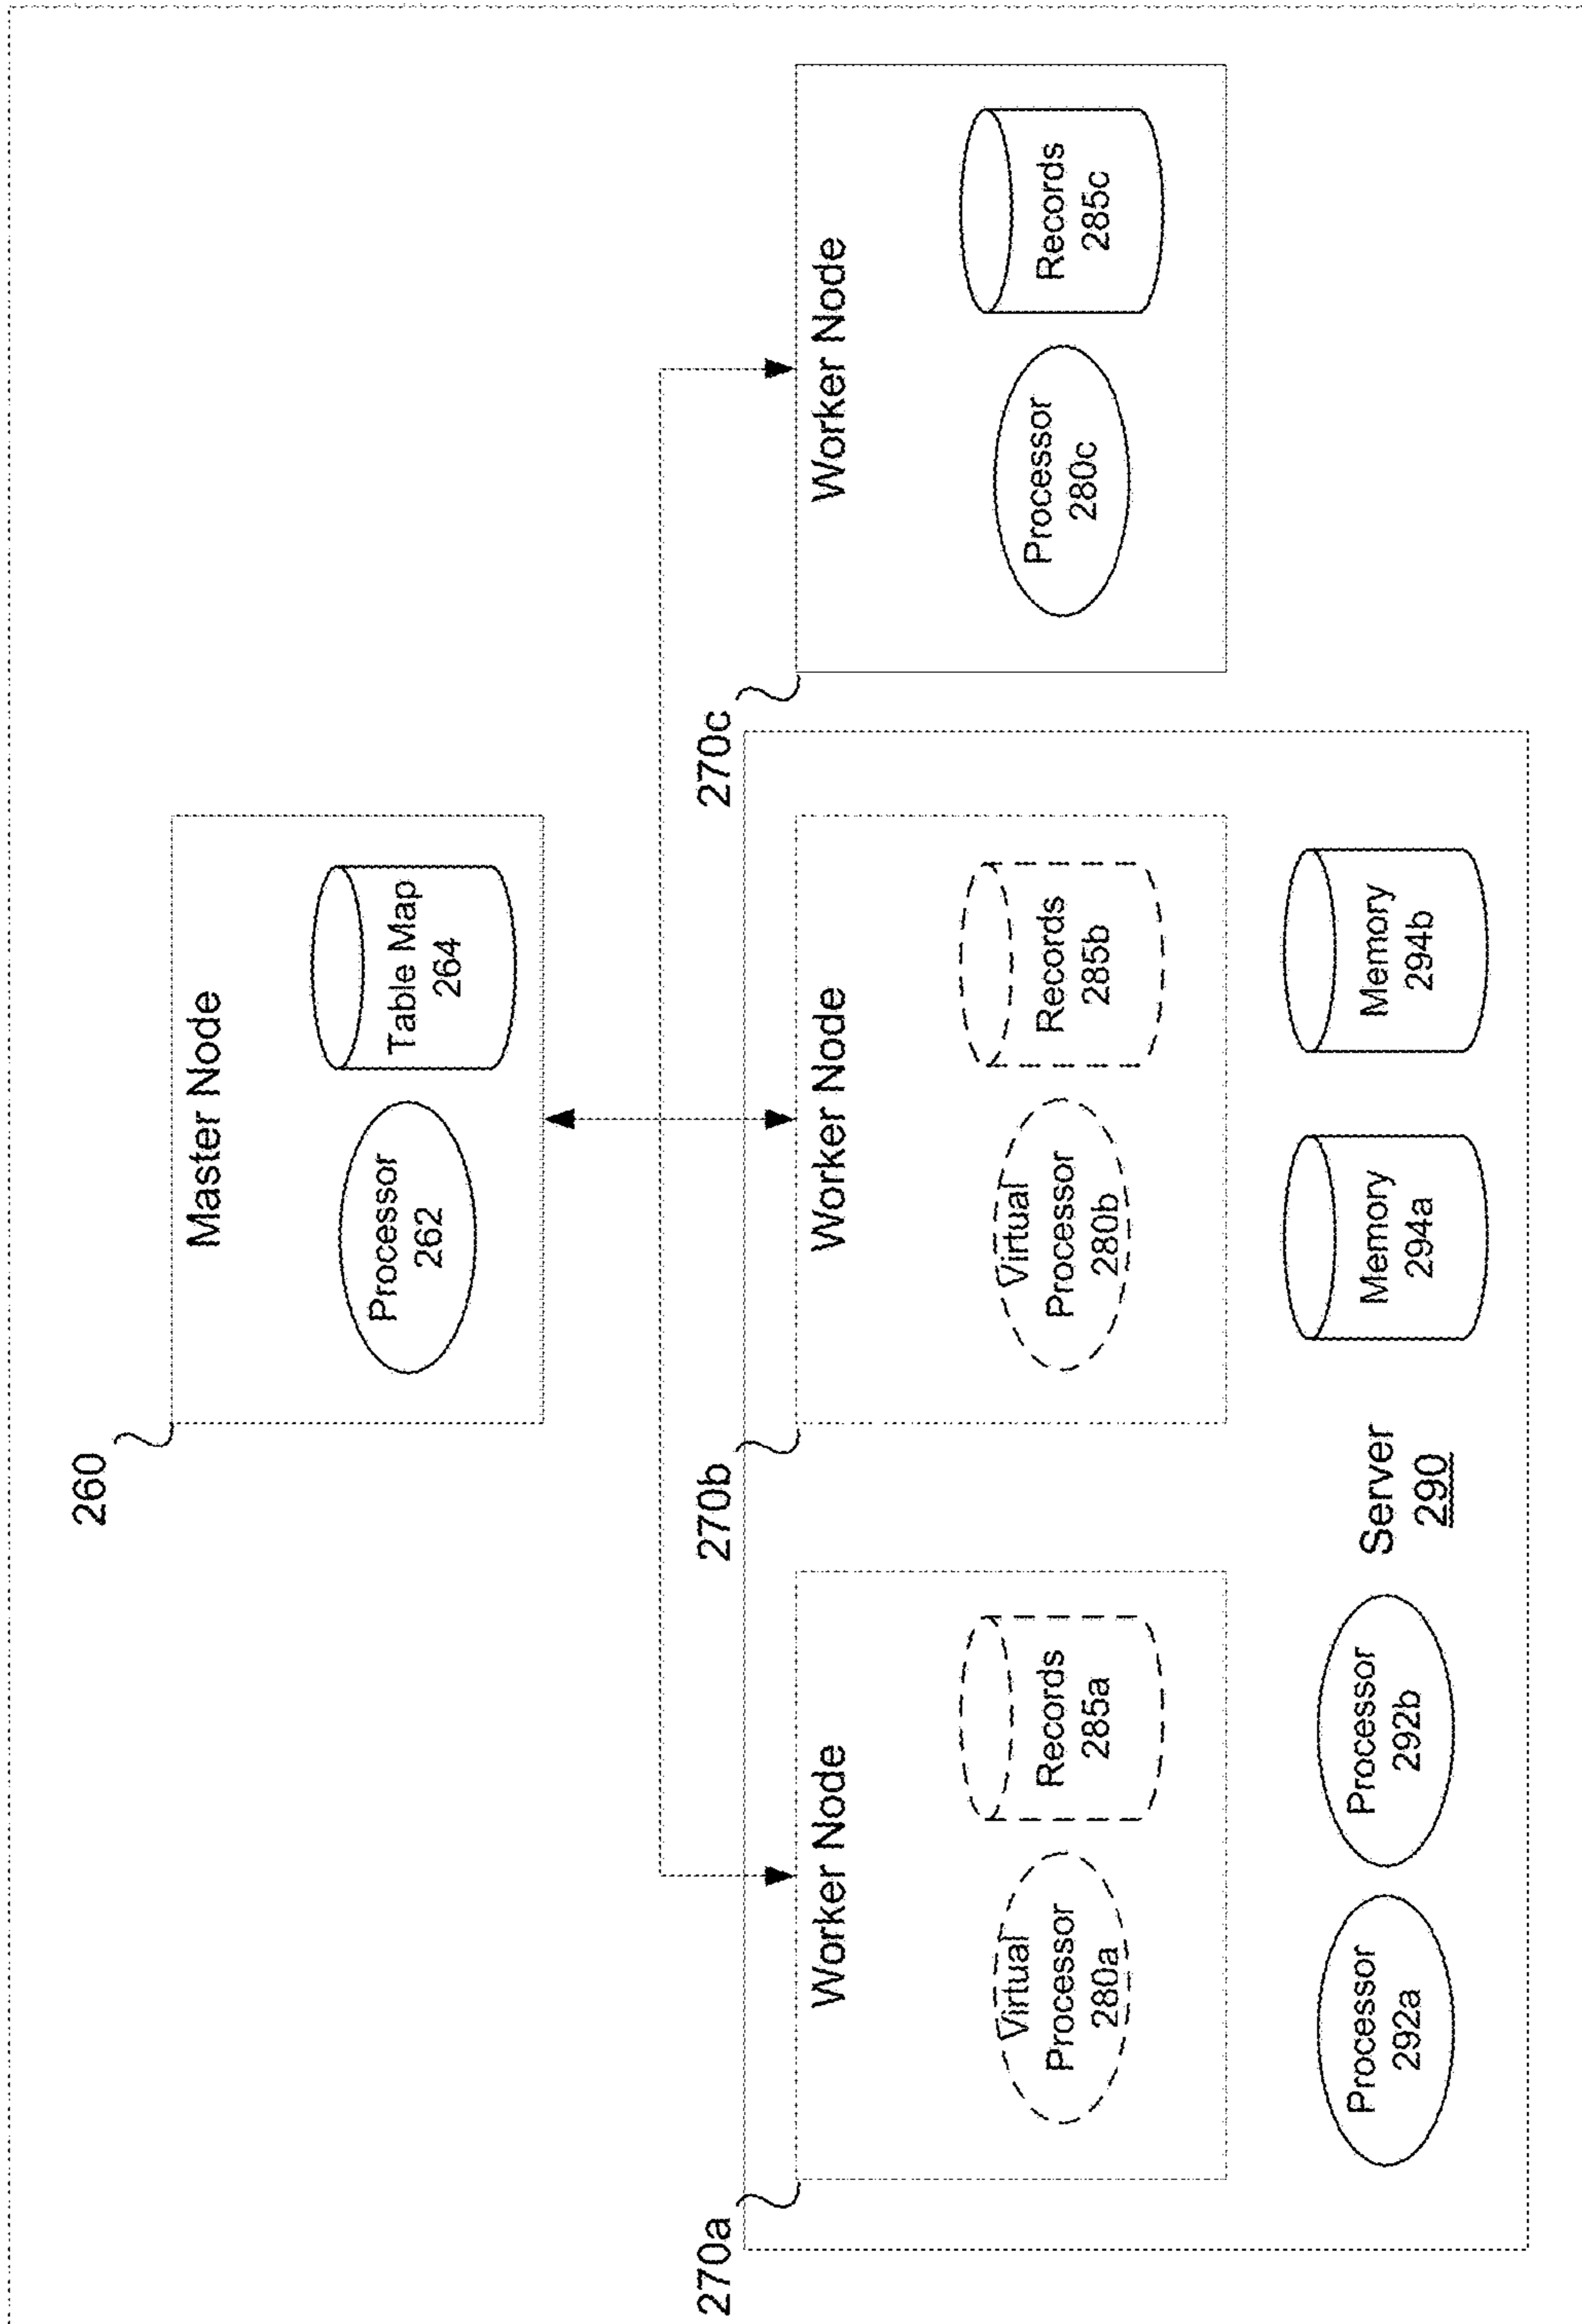 260
Master Node
Processor
262
Table Map
264
270a
Worker Node
Virtual
Processor
280a
Records
285a
270b
Worker Node
Virtual
Processor
280b
Records
285b
270c
Worker Node
Processor
280c
Records
285c
Processor
292a
Processor
292b
Server
290
Memory
294a
Memory
294b